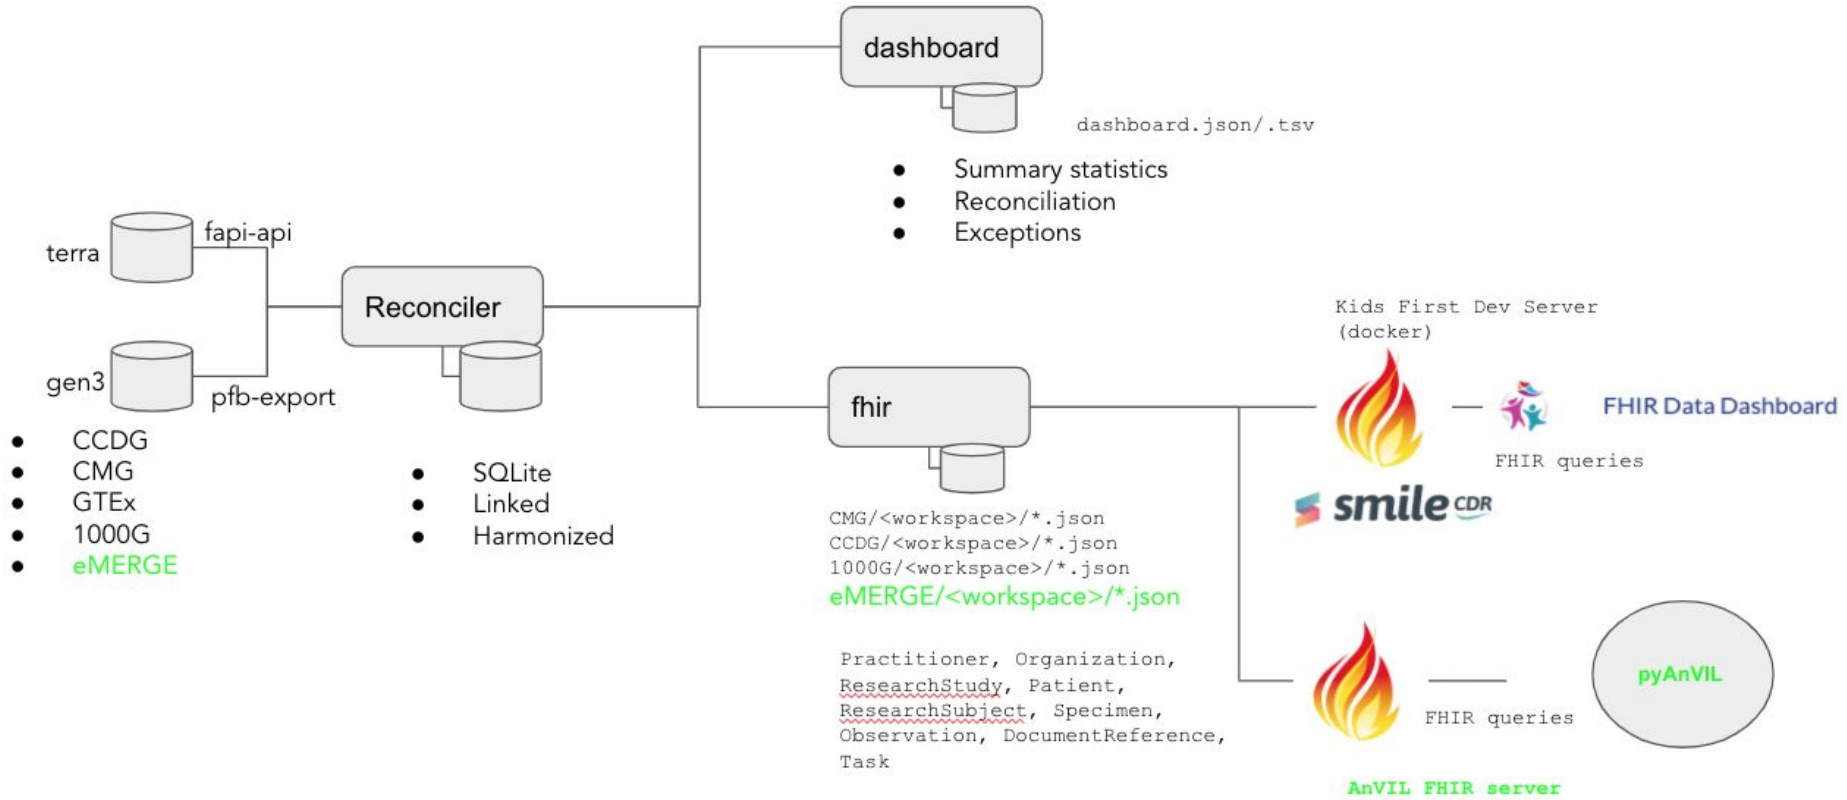 dashboard
dashboard.json/.tsv
● Summary statistics
● Reconciliation
● Exceptions
terra
fapi-api
gen3
pfb-export
● CCDG
● CMG
● GTEx
● 1000G
● eMERGE
Reconciler
● SQLite
● Linked
● Harmonized
fhir
CMG/<workspace>/*.json
CCDG/<workspace>/*.json
1000G/<workspace>/*.json
eMERGE/<workspace>/*.json
Practitioner, Organization,
ResearchStudy, Patient,
ResearchSubject, Specimen,
Observation, DocumentReference,
Task
Kids First Dev Server
(docker)
smile CDR
FHIR Data Dashboard
FHIR queries
FHIR queries
pyAnVIL
AnVIL FHIR server